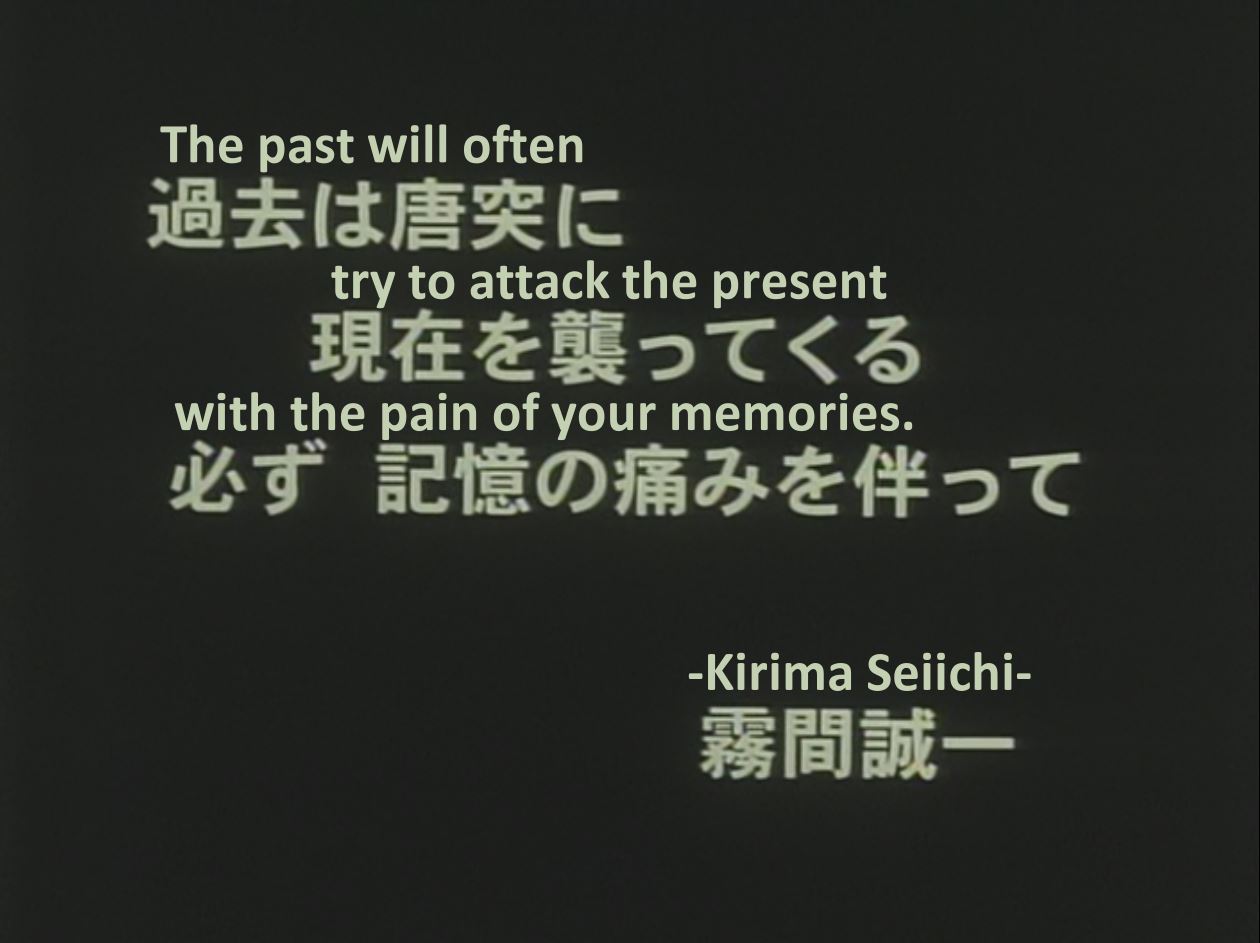 The past will often
過去は唐突に
try to attack the present
現在を襲ってくる
with the pain of your memories.
必ず 記憶の痛みを伴って
-Kirima Seiichi-
霧間誠一